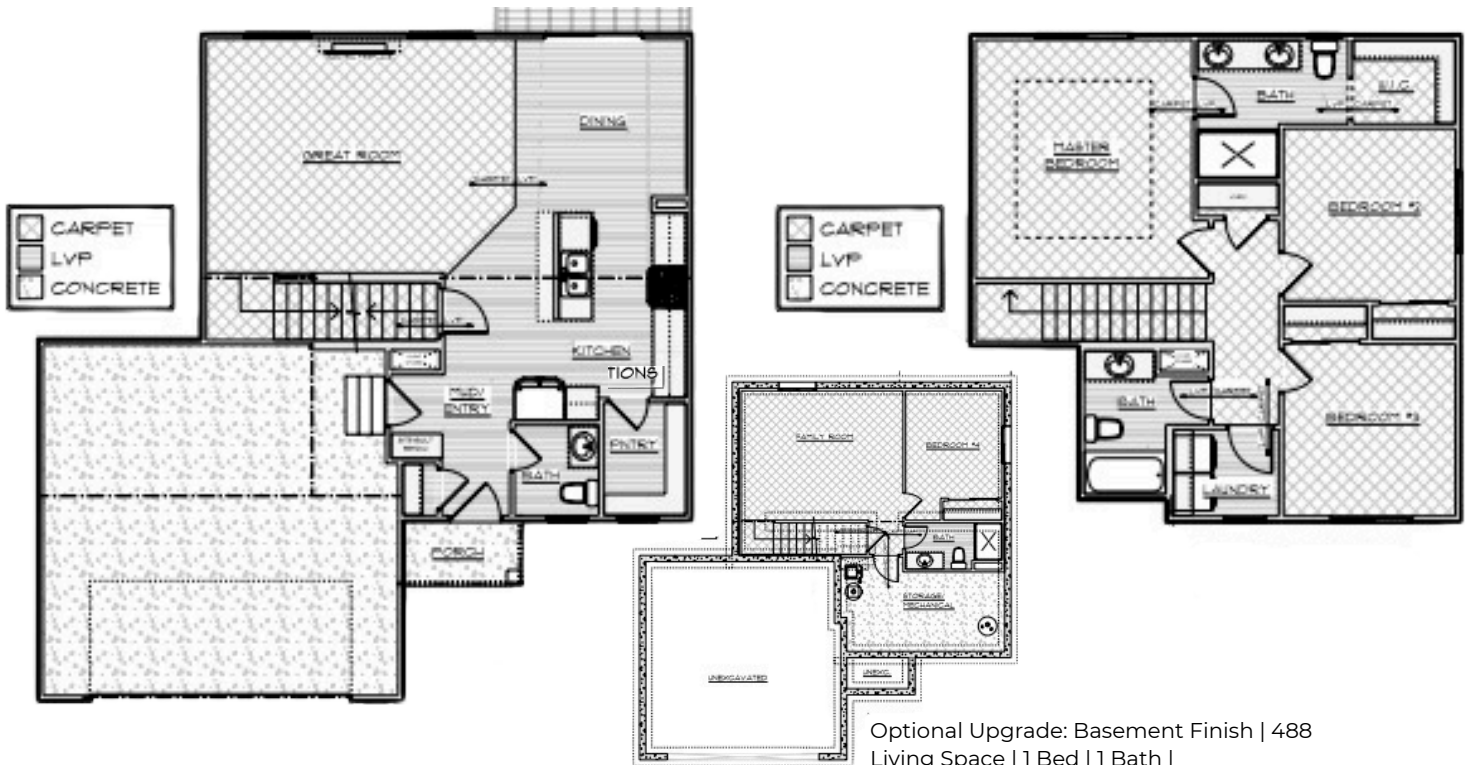 GREAT ROOM
DINING
CARPET
LVP
CONCRETE
KITCHEN
TIONS
ENTRY
BATH
PNTRY
PORCH
MASTER
BEDROOM
BATH
W.I.C.
BEDROOM #2
CARPET
LVP
CONCRETE
BATH
BEDROOM #3
LAUNDRY
FAMILY ROOM
BEDROOM #4
BATH
STORAGE/
MECHANICAL
UNEXCAVATED
UNEXC.
Optional Upgrade: Basement Finish | 488
Living Space | 1 Bed | 1 Bath |